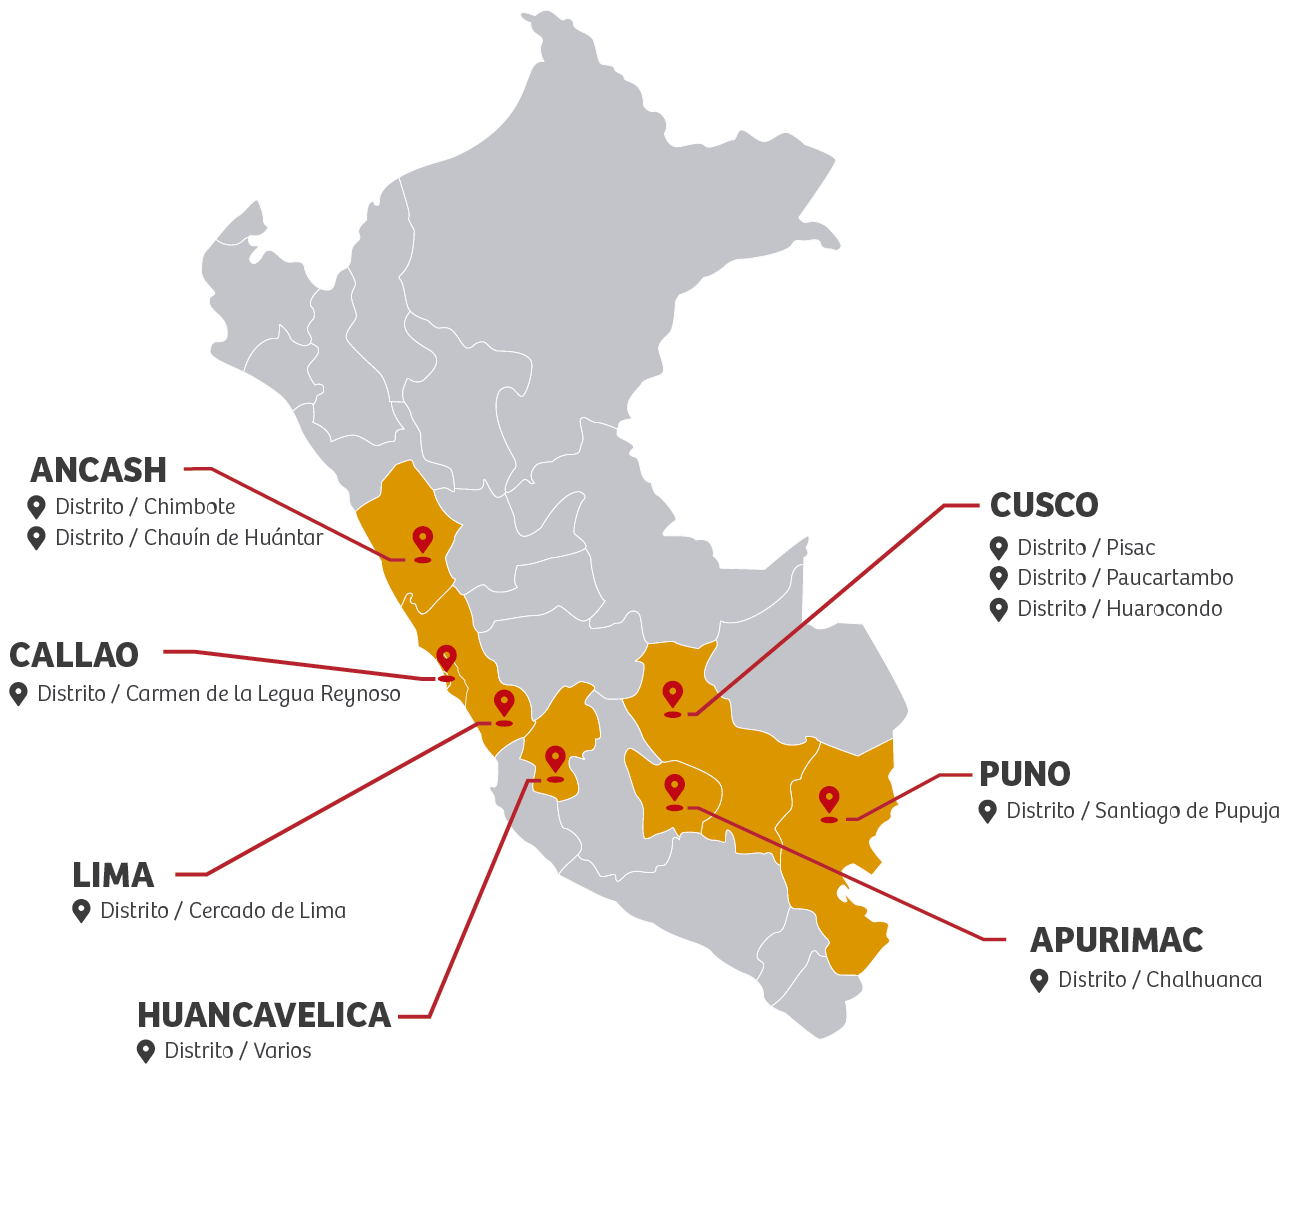 ANCASH
Distrito / Chimbote
Distrito / Chavín de Huántar
CUSCO
Distrito / Pisac
Distrito / Paucartambo
Distrito / Huarocondo
CALLAO
Distrito / Carmen de la Legua Reynoso
PUNO
Distrito / Santiago de Pupuja
LIMA
Distrito / Cercado de Lima
APURIMAC
Distrito / Chalhuanca
HUANCAVELICA
Distrito / Varios